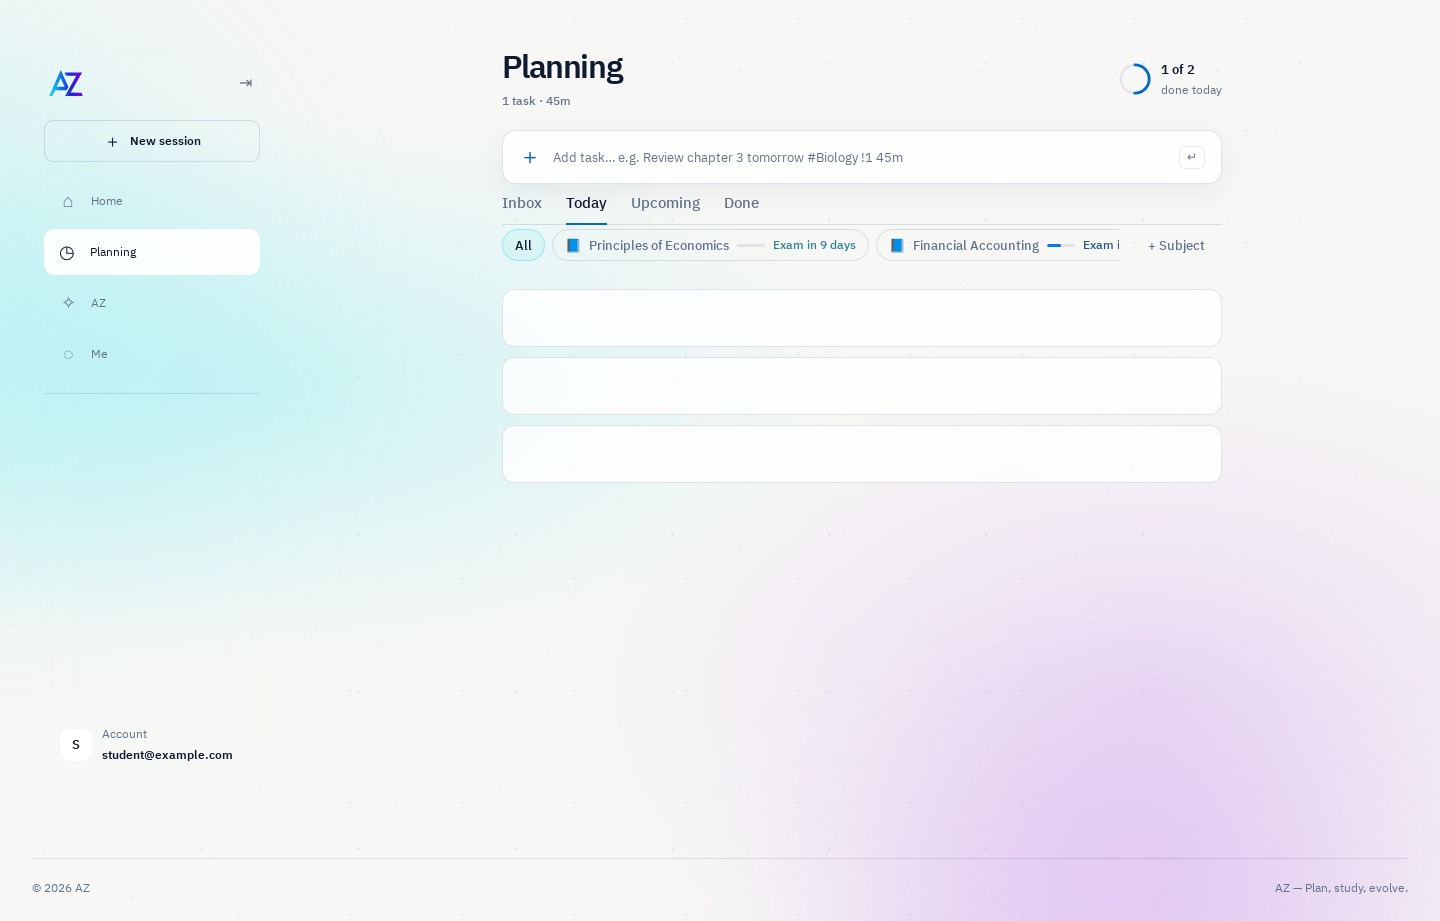 AZ
New session
Home
Planning
AZ
Me
Account
S
student@example.com
Planning
1 task · 45m
1 of 2
done today
+ Add task... e.g. Review chapter 3 tomorrow #Biology !1 45m ↵
Inbox Today Upcoming Done
All Principles of Economics Exam in 9 days Financial Accounting Exam i + Subject
© 2026 AZ
AZ — Plan, study, evolve.